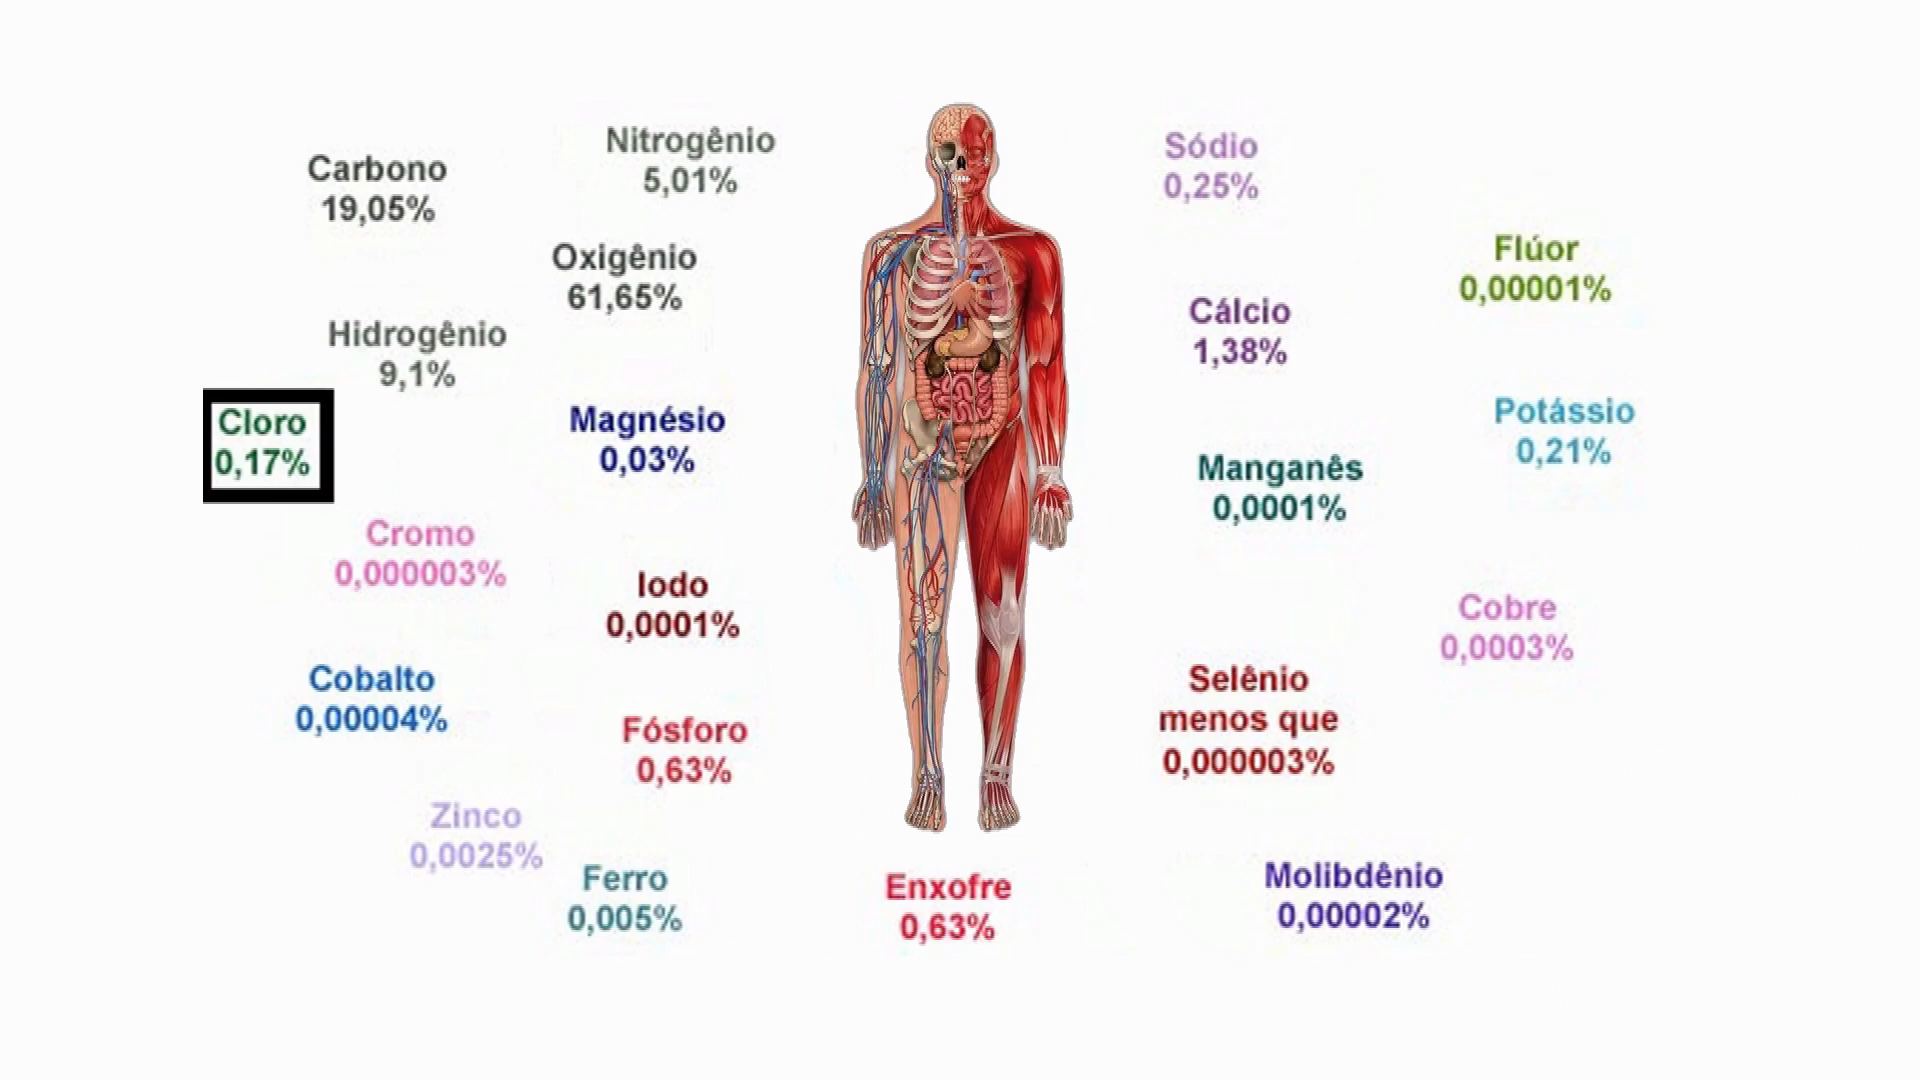 Carbono
19,05%
Nitrogênio
5,01%
Oxigênio
61,65%
Hidrogênio
9,1%
Cloro
0,17%
Magnésio
0,03%
Cromo
0,000003%
Iodo
0,0001%
Cobalto
0,00004%
Fósforo
0,63%
Zinco
0,0025%
Ferro
0,005%
Enxofre
0,63%
Sódio
0,25%
Flúor
0,00001%
Cálcio
1,38%
Potássio
0,21%
Manganês
0,0001%
Cobre
0,0003%
Selênio
menos que
0,000003%
Molibdênio
0,00002%